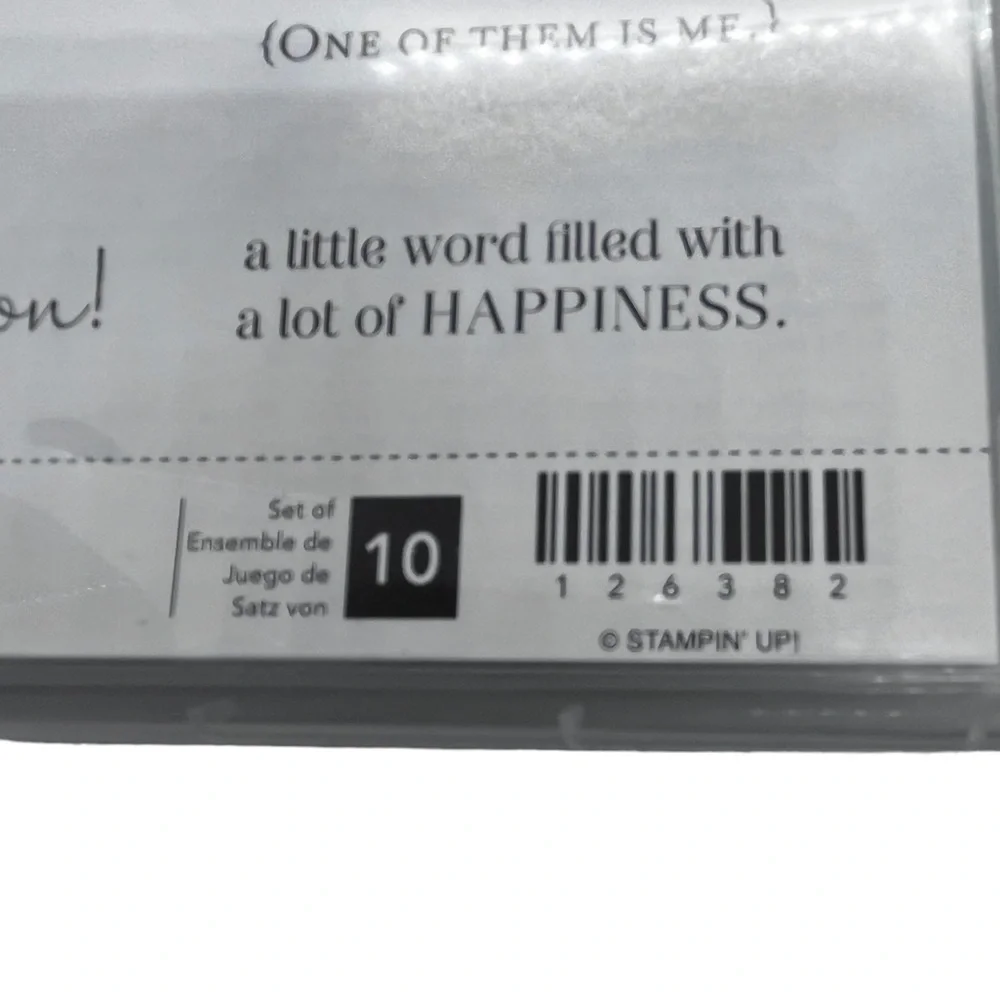 {ONE OF THEM IS ME.}
on!
a little word filled with
a lot of HAPPINESS.
Set of
Ensemble de
Juego de
Satz von
10
1 2 6 3 8 2
© STAMPIN' UP!